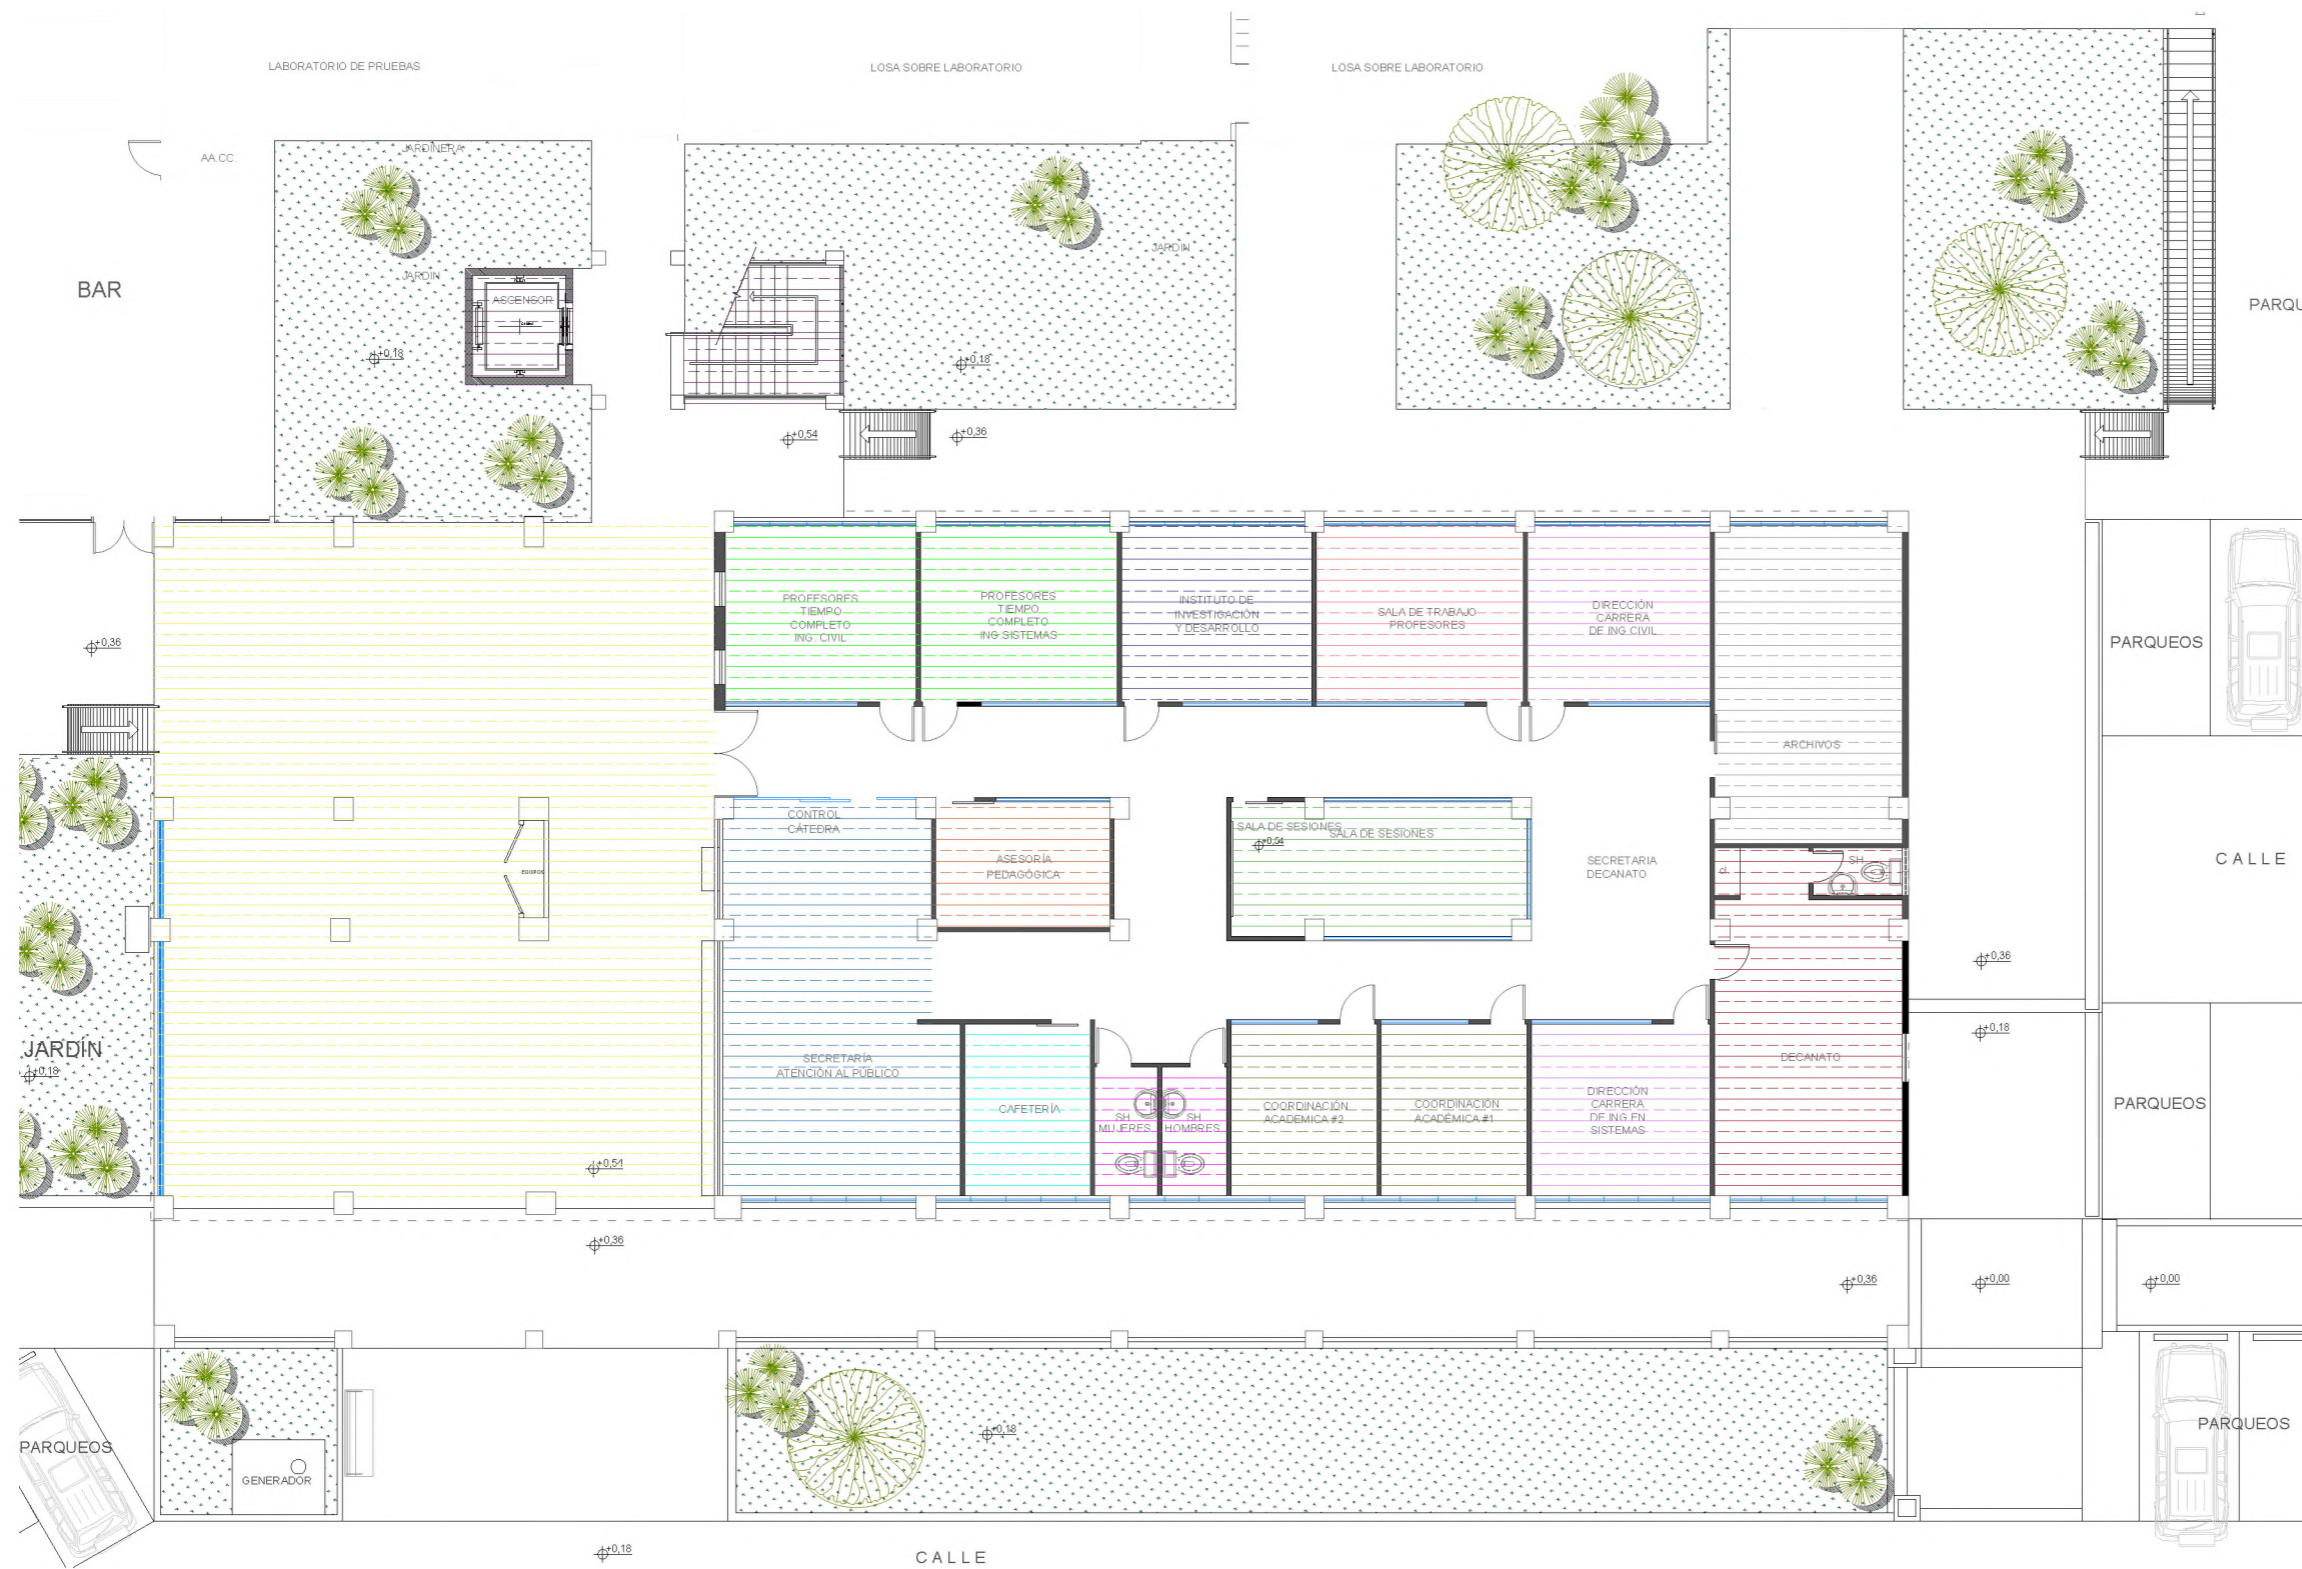 LABORATORIO DE PRUEBAS
LOSA SOBRE LABORATORIO
LOSA SOBRE LABORATORIO
JARDINERA
AA.CC.
JARDIN
JARDIN
BAR
ASCENSOR
PARQU
+0,18
+0,18
+0,54
+0,36
PROFESORES
TIEMPO
COMPLETO
ING. CIVIL
PROFESORES
TIEMPO
COMPLETO
ING SISTEMAS
INSTITUTO DE
INVESTIGACIÓN
Y DESARROLLO
SALA DE TRABAJO
PROFESORES
DIRECCIÓN
CARRERA
DE ING CIVIL
PARQUEOS
+0,36
ARCHIVOS
CONTROL
CÁTEDRA
SALA DE SESIONES
SALA DE SESIONES
+0,54
ASESORÍA
PEDAGÓGICA
SECRETARIA
DECANATO
SH
cl
EQUIPOS
CALLE
+0,36
+0,18
JARDÍN
+0,18
SECRETARÍA
ATENCIÓN AL PÚBLICO
DECANATO
CAFETERÍA
SH
MUJERES
SH
HOMBRES
COORDINACIÓN
ACADEMICA #2
COORDINACIÓN
ACADÉMICA #1
DIRECCIÓN
CARRERA
DE ING EN
SISTEMAS
PARQUEOS
+0,54
+0,36
+0,36
+0,00
+0,00
PARQUEOS
GENERADOR
+0,18
PARQUEOS
+0,18
CALLE